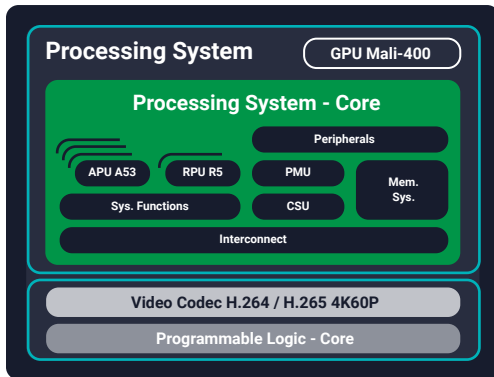 Processing System
GPU Mali-400
Processing System - Core
Peripherals
APU A53
RPU R5
PMU
Mem.
Sys.
Sys. Functions
CSU
Interconnect
Video Codec H.264 / H.265 4K60P
Programmable Logic - Core